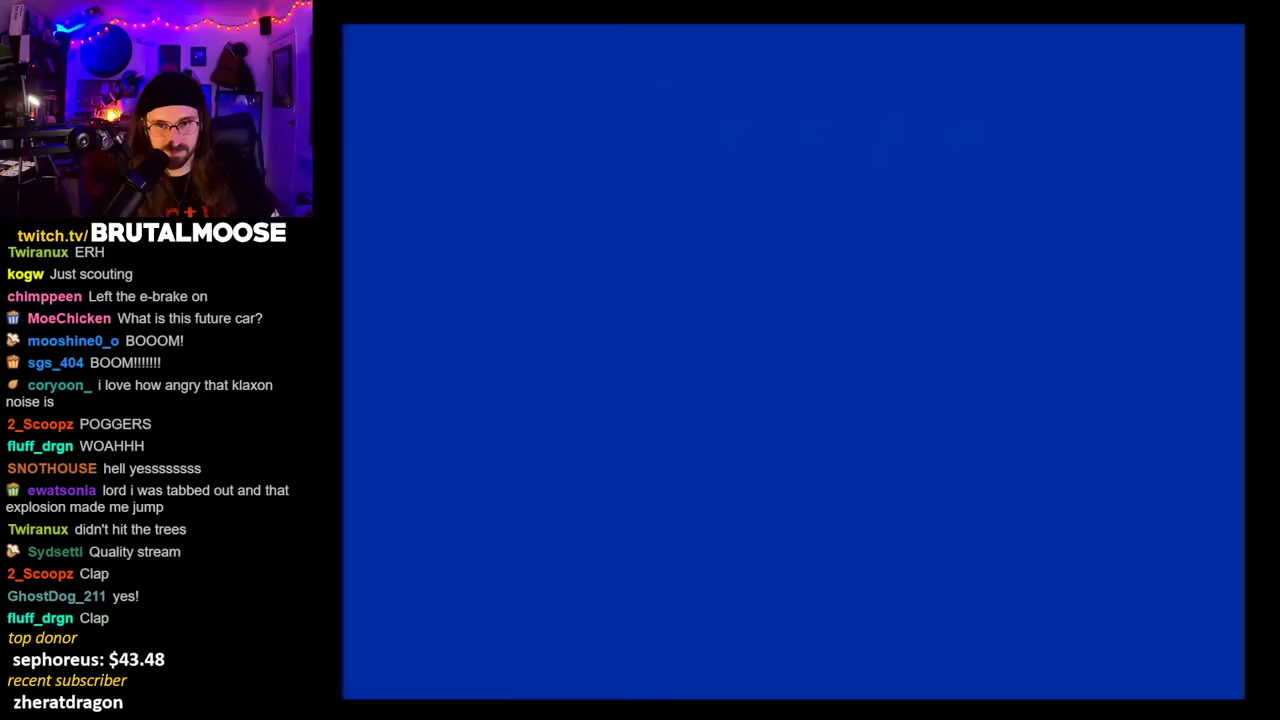 twitch.tv/BRUTALMOOSE
Twiranux ERH
kogw Just scouting
chimppeen Left the e-brake on
MoeChicken What is this future car?
mooshine0_o BOOOM!
sgs_404 BOOM!!!!!!!
coryoon_ i love how angry that klaxon
noise is
2_Scoopz POGGERS
fluff_drgn WOAHHH
SNOTHOUSE hell yessssssss
ewatsonia lord i was tabbed out and that
explosion made me jump
Twiranux didn't hit the trees
Sydsetti Quality stream
2_Scoopz Clap
GhostDog_211 yes!
fluff_drgn Clap
top donor
sephoreus: $43.48
recent subscriber
zheratdragon